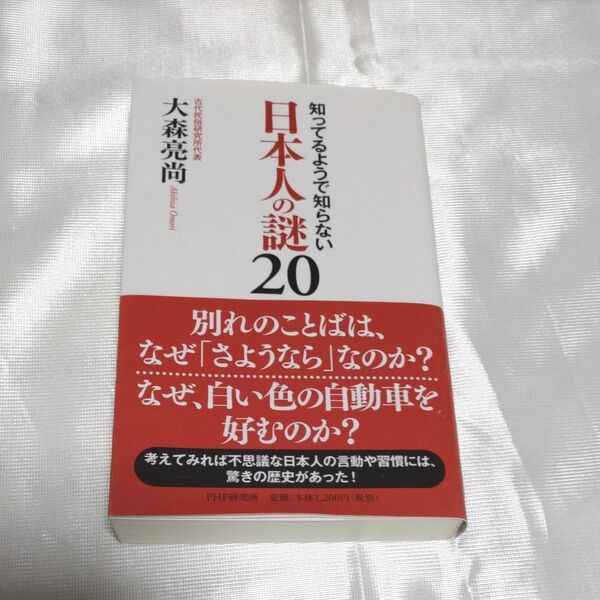 知ってるようで知らない
日本人の謎
20
古代民俗研究所代表
大森亮尚
Akihisa Omori
別れのことばは、
なぜ「さようなら」なのか?
なぜ、白い色の自動車を
好むのか?
考えてみれば不思議な日本人の言動や習慣には、
驚きの歴史があった!
PHP研究所 定価:本体1,200円(税別)